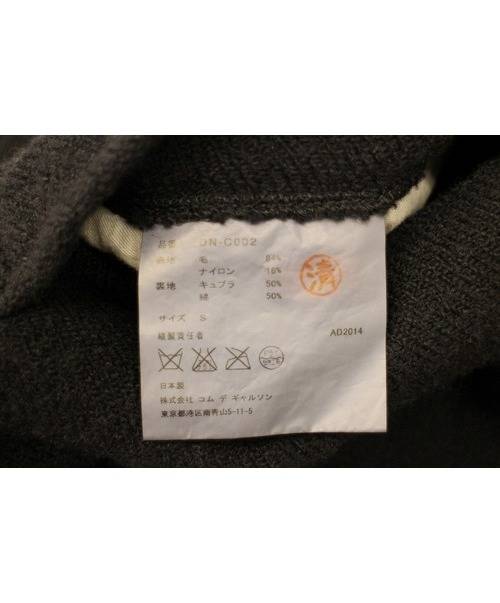 品番 DN-C002
表地 毛 84%
ナイロン 16%
裏地 キュプラ 50%
綿 50%
済
サイズ S
縫製責任者
AD2014
日本製
株式会社 コム デ ギャルソン
東京都港区南青山5-11-5